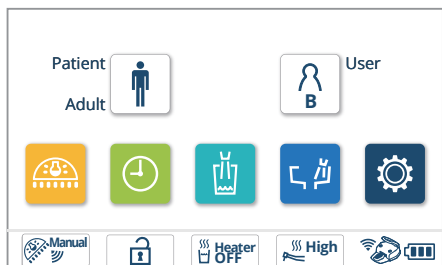 Patient
User
Adult
B
Manual
Heater
OFF
High